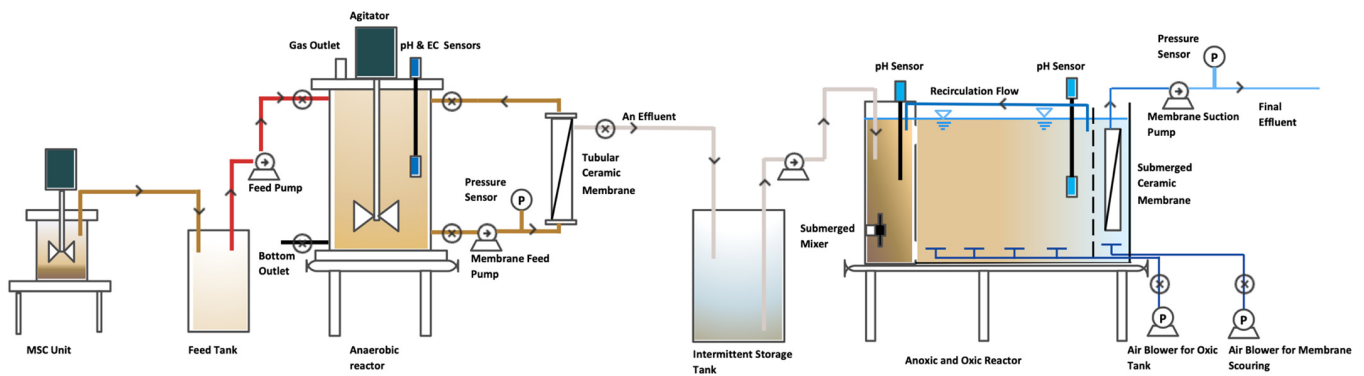 Agitator
Gas Outlet
pH & EC Sensors
Feed Pump
Pressure
Sensor
P
Tubular
Ceramic
Membrane
An Effluent
Bottom
Outlet
Membrane Feed
Pump
MSC Unit
Feed Tank
Anaerobic
reactor
Intermittent Storage
Tank
pH Sensor
Recirculation Flow
pH Sensor
Pressure
Sensor
P
Membrane Suction
Pump
Final
Effluent
Submerged
Ceramic
Membrane
Submerged
Mixer
Anoxic and Oxic Reactor
P
Air Blower for Oxic
Tank
P
Air Blower for Membrane
Scouring